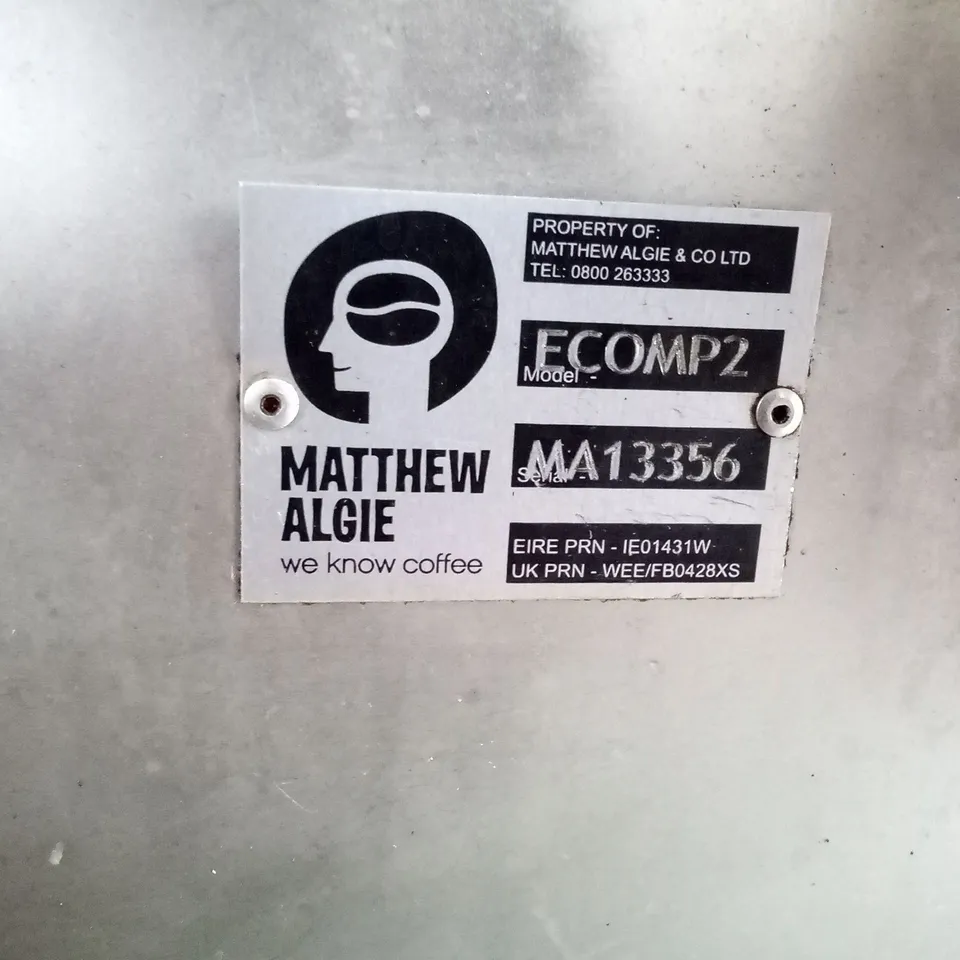 MATTHEW
ALGIE
we know coffee
PROPERTY OF:
MATTHEW ALGIE & CO LTD
TEL: 0800 263333
Model - ECOMP2
Serial - MA13356
EIRE PRN - IE01431W
UK PRN - WEE/FB0428XS